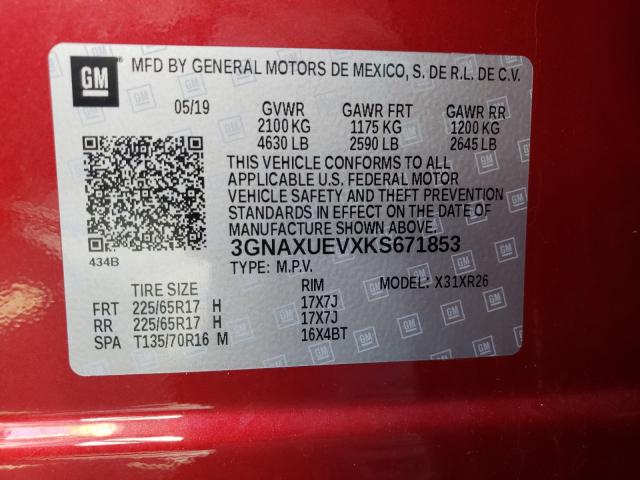 GM MFD BY GENERAL MOTORS DE MEXICO, S. DE R.L. DE C.V.
05/19 GVWR GAWR FRT GAWR RR
2100 KG 1175 KG 1200 KG
4630 LB 2590 LB 2645 LB
THIS VEHICLE CONFORMS TO ALL
APPLICABLE U.S. FEDERAL MOTOR
VEHICLE SAFETY AND THEFT PREVENTION
STANDARDS IN EFFECT ON THE DATE OF
MANUFACTURE SHOWN ABOVE.
3GNAXUEVXKS671853
434B TYPE: M.P.V. MODEL: X31XR26
TIRE SIZE RIM
FRT 225/65R17 H 17X7J
RR 225/65R17 H 17X7J
SPA T135/70R16 M 16X4BT